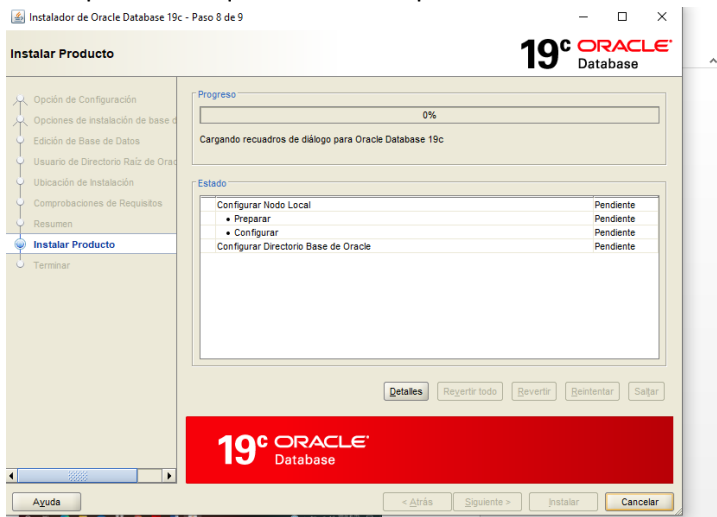 Instalador de Oracle Database 19c - Paso 8 de 9
Instalar Producto
19c ORACLE
Database
Opción de Configuración
Opciones de instalación de base d
Edición de Base de Datos
Usuario de Directorio Raíz de Orac
Ubicación de Instalación
Comprobaciones de Requisitos
Resumen
Instalar Producto
Terminar
Progreso
0%
Cargando recuadros de diálogo para Oracle Database 19c
Estado
Configurar Nodo Local Pendiente
• Preparar Pendiente
• Configurar Pendiente
Configurar Directorio Base de Oracle Pendiente
Detalles Revertir todo Revertir Reintentar Saltar
19c ORACLE
Database
Ayuda < Atrás Siguiente > Instalar Cancelar